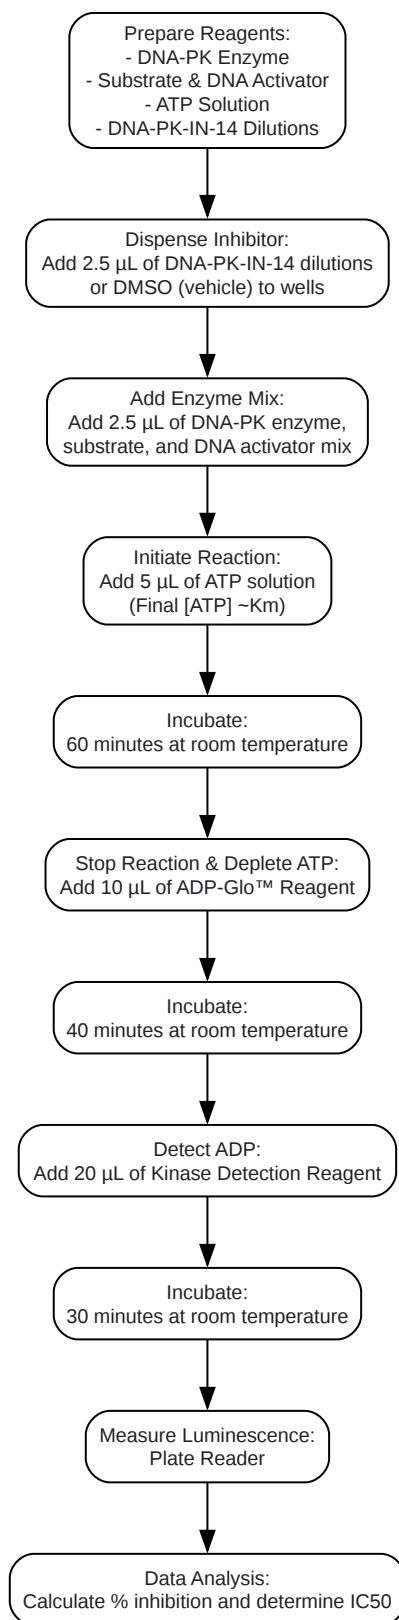 Prepare Reagents:
- DNA-PK Enzyme
- Substrate & DNA Activator
- ATP Solution
- DNA-PK-IN-14 Dilutions
Dispense Inhibitor:
Add 2.5 µL of DNA-PK-IN-14 dilutions
or DMSO (vehicle) to wells
Add Enzyme Mix:
Add 2.5 µL of DNA-PK enzyme,
substrate, and DNA activator mix
Initiate Reaction:
Add 5 µL of ATP solution
(Final [ATP] ~Km)
Incubate:
60 minutes at room temperature
Stop Reaction & Deplete ATP:
Add 10 µL of ADP-Glo™ Reagent
Incubate:
40 minutes at room temperature
Detect ADP:
Add 20 µL of Kinase Detection Reagent
Incubate:
30 minutes at room temperature
Measure Luminescence:
Plate Reader
Data Analysis:
Calculate % inhibition and determine IC50